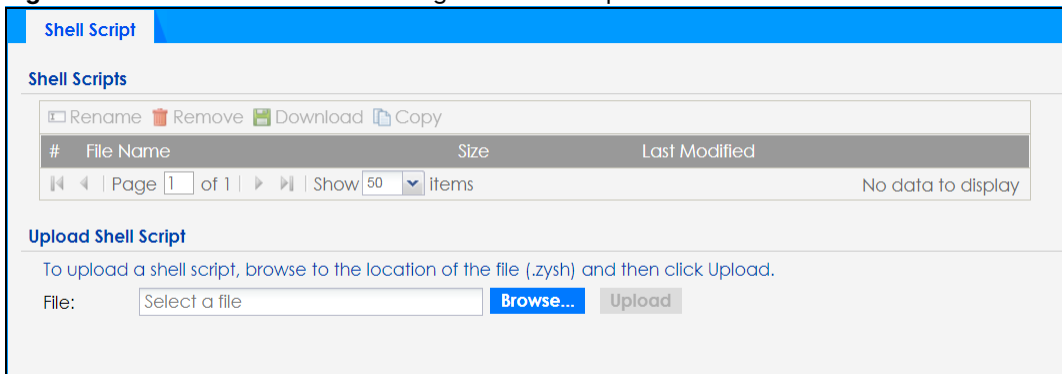 Shell Script
Shell Scripts
Rename Remove Download Copy
# File Name Size Last Modified
Page 1 of 1 Show 50 items No data to display
Upload Shell Script
To upload a shell script, browse to the location of the file (.zysh) and then click Upload.
File: Select a file Browse... Upload